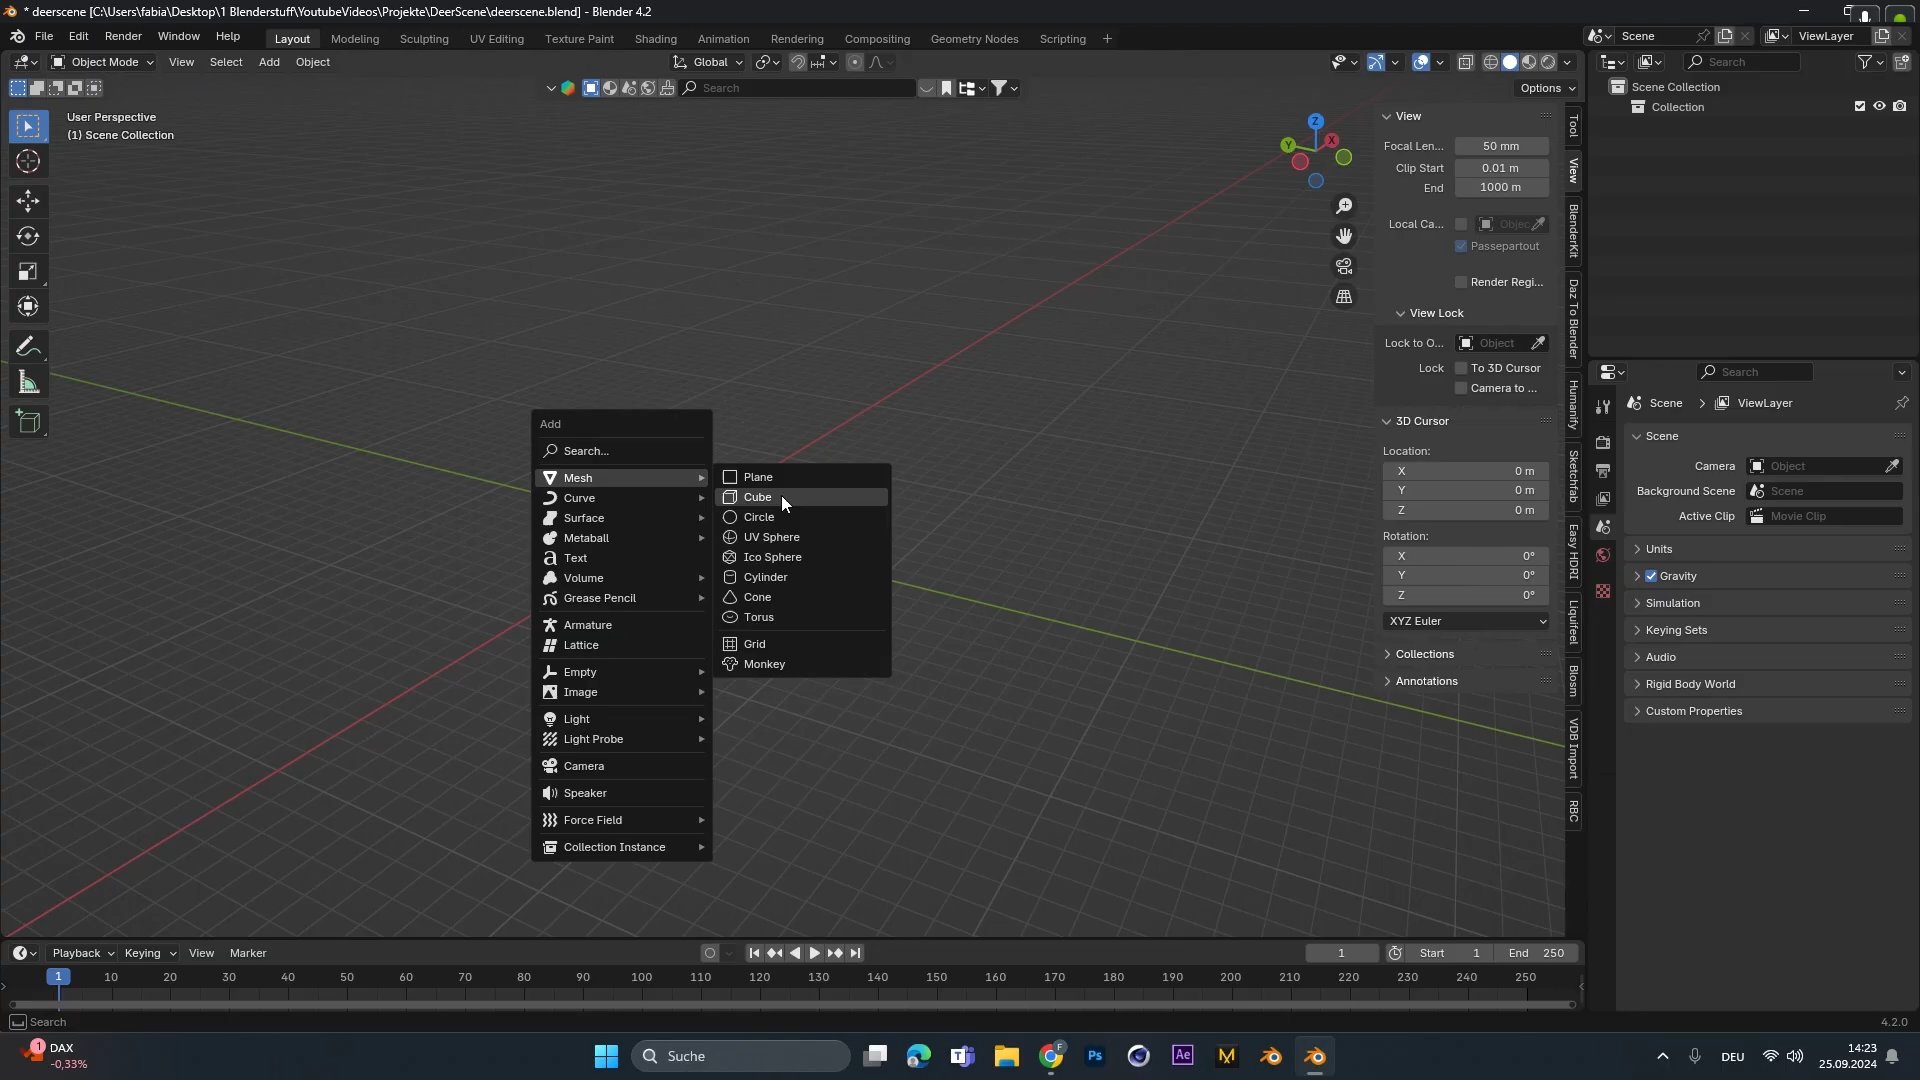 * deerscene [C:\Users\fabia\Desktop\1 Blenderstuff\YoutubeVideos\Projekte\DeerScene\deerscene.blend] - Blender 4.2
File Edit Render Window Help
Layout Modeling Sculpting UV Editing Texture Paint Shading Animation Rendering Compositing Geometry Nodes Scripting +
Scene
ViewLayer
Object Mode View Select Add Object
Global
Search
Search
Options
User Perspective
(1) Scene Collection
Z
Y
X
Add
Search...
Mesh
Curve
Surface
Metaball
Text
Volume
Grease Pencil
Armature
Lattice
Empty
Image
Light
Light Probe
Camera
Speaker
Force Field
Collection Instance
Plane
Cube
Circle
UV Sphere
Ico Sphere
Cylinder
Cone
Torus
Grid
Monkey
View
Focal Len... 50 mm
Clip Start 0.01 m
End 1000 m
Local Ca... Objec
Passepartout
Render Regi...
View Lock
Lock to O... Object
Lock To 3D Cursor
Camera to ...
3D Cursor
Location:
X 0 m
Y 0 m
Z 0 m
Rotation:
X 0°
Y 0°
Z 0°
XYZ Euler
Collections
Annotations
Tool
View
BlenderKit
Daz To Blender
Humanify
Sketchfab
Easy HDRI
Liquifeel
Blosm
VDB Import
RBC
Scene Collection
Collection
Search
Scene > ViewLayer
Scene
Camera Object
Background Scene Scene
Active Clip Movie Clip
Units
Gravity
Simulation
Keying Sets
Audio
Rigid Body World
Custom Properties
Playback Keying View Marker
1
Start 1
End 250
1 10 20 30 40 50 60 70 80 90 100 110 120 130 140 150 160 170 180 190 200 210 220 230 240 250
Search
4.2.0
1
DAX
-0,33%
Suche
F
Ps
Ae
M
DEU
14:23
25.09.2024